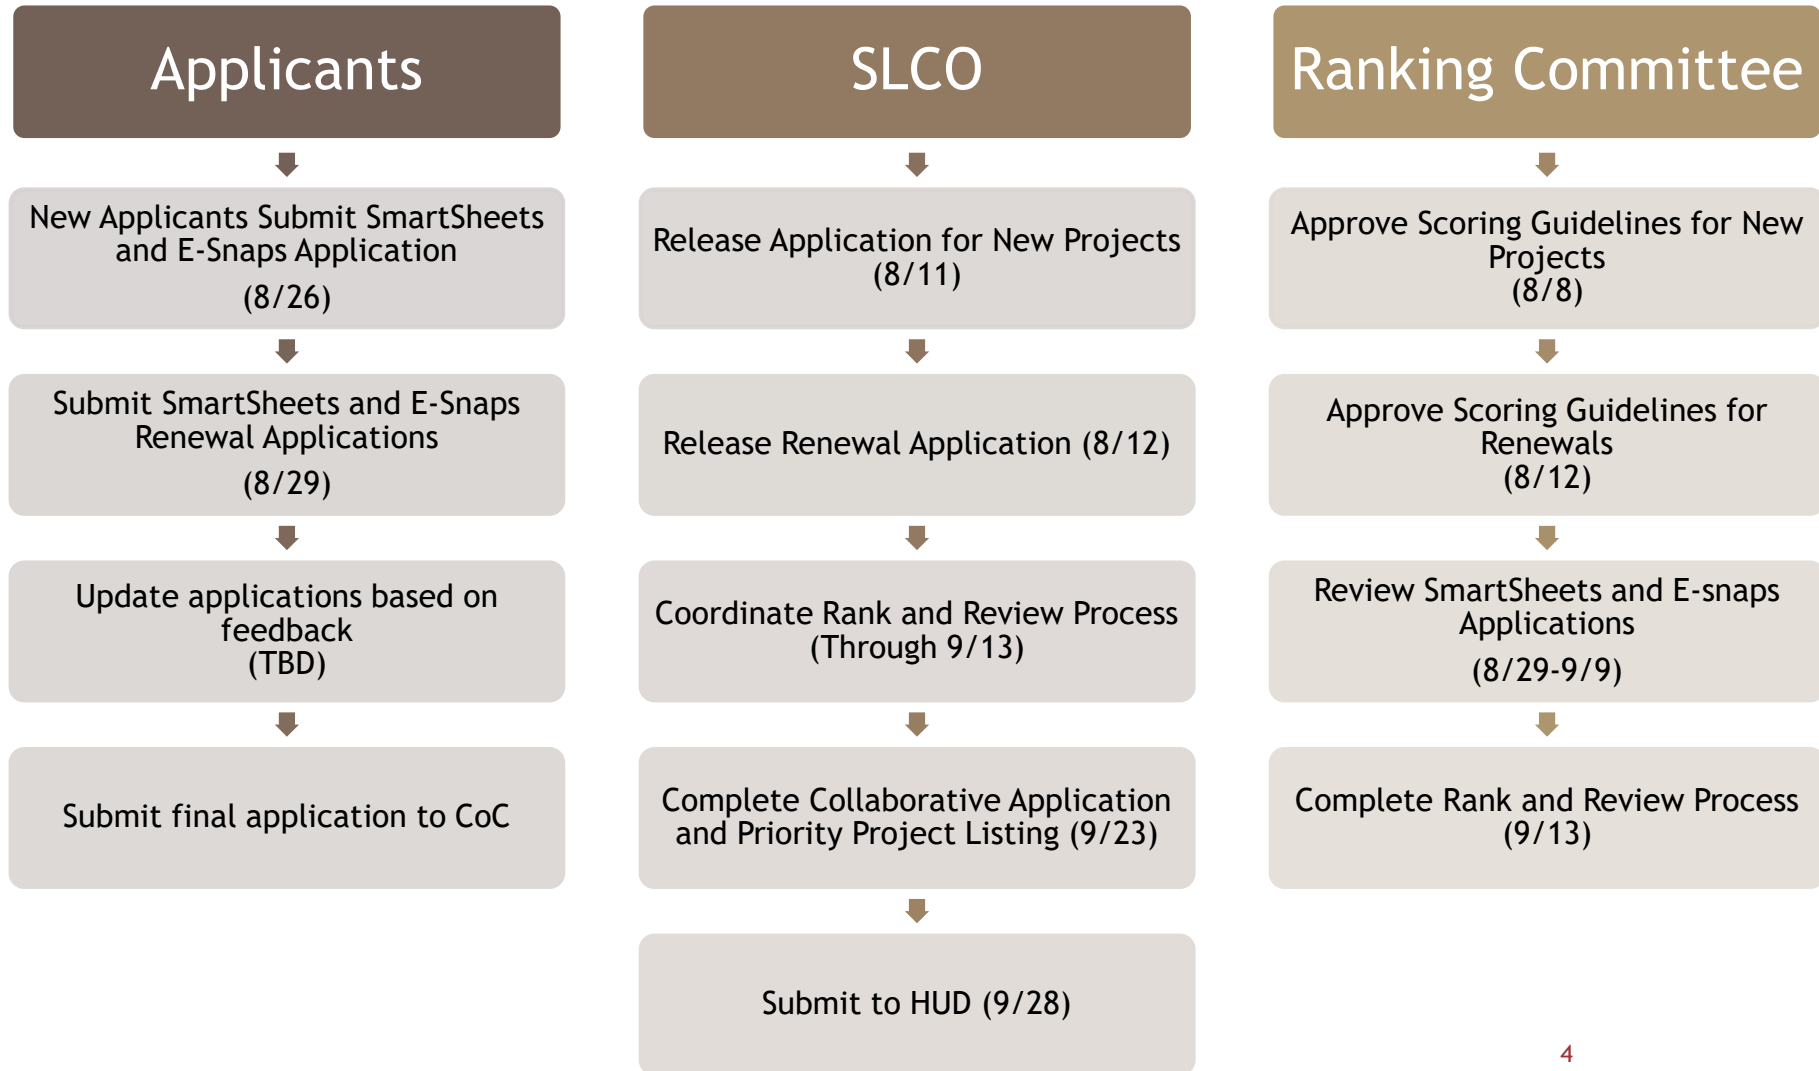 Applicants
New Applicants Submit SmartSheets
and E-Snaps Application
(8/26)
Submit SmartSheets and E-Snaps
Renewal Applications
(8/29)
Update applications based on
feedback
(TBD)
Submit final application to CoC
SLCO
Release Application for New Projects
(8/11)
Release Renewal Application (8/12)
Coordinate Rank and Review Process
(Through 9/13)
Complete Collaborative Application
and Priority Project Listing (9/23)
Submit to HUD (9/28)
Ranking Committee
Approve Scoring Guidelines for New
Projects
(8/8)
Approve Scoring Guidelines for
Renewals
(8/12)
Review SmartSheets and E-snaps
Applications
(8/29-9/9)
Complete Rank and Review Process
(9/13)
4